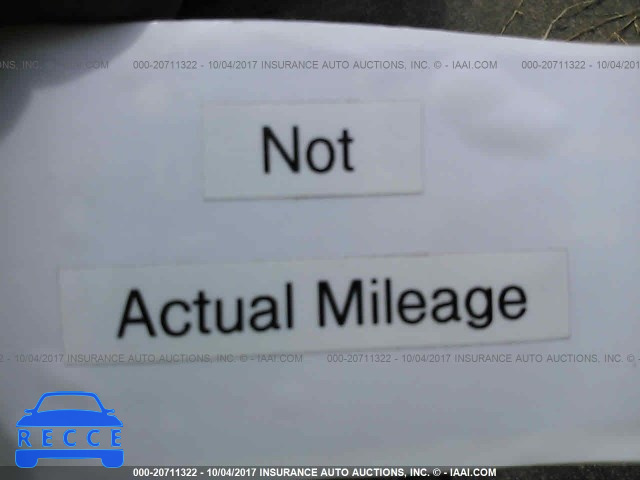 NS, INC. © - IAAI.COM 000-20711322 - 10/04/2017 INSURANCE AUTO AUCTIONS, INC. © - IAAI.COM 000-20711322 - 10/04/201
Not
Actual Mileage
2 - 10/04/2017 INSURANCE AUTO AUCTIONS, INC. © - IAAI.COM 000-20711322 - 10/04/2017 INSURANCE AUTO AUCTIONS, INC. ©
RECCE
000-20711322 - 10/04/2017 INSURANCE AUTO AUCTIONS, INC. © - IAAI.COM